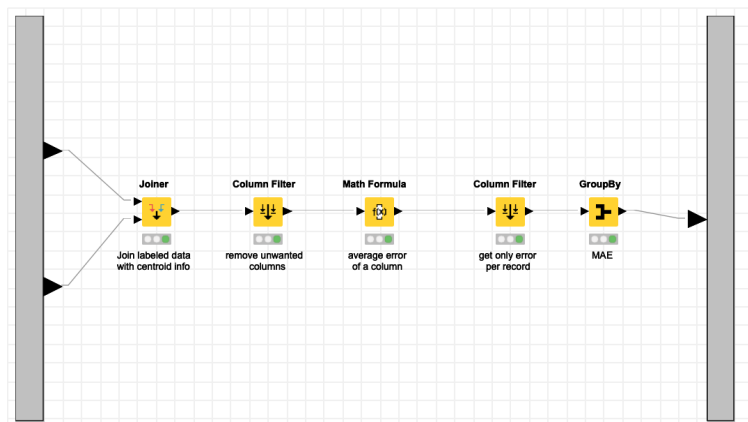 Joiner
Join labeled data
with centroid info
Column Filter
remove unwanted
columns
Math Formula
f(x)
average error
of a column
Column Filter
get only error
per record
GroupBy
MAE